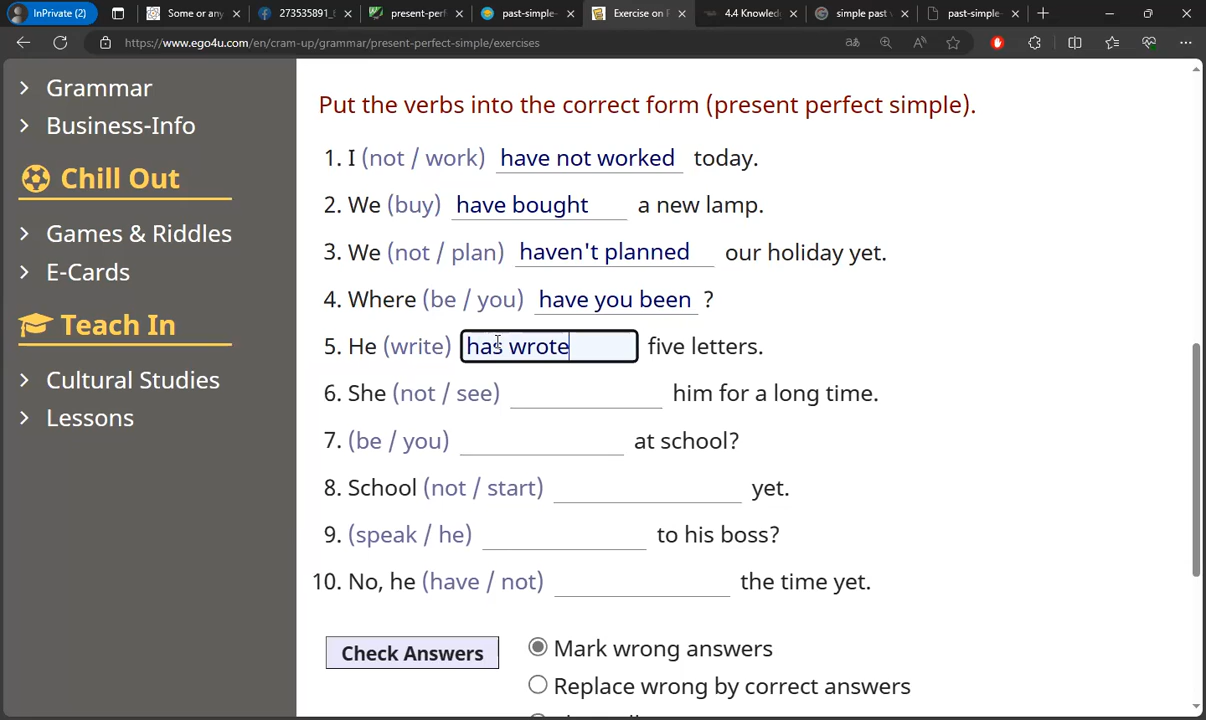 InPrivate (2) Some or any 273535891_5 present-perf past-simple- Exercise on P 4.4 Knowled simple past v past-simple-
https://www.ego4u.com/en/cram-up/grammar/present-perfect-simple/exercises
Grammar
Business-Info
Chill Out
Games & Riddles
E-Cards
Teach In
Cultural Studies
Lessons
Put the verbs into the correct form (present perfect simple).
1. I (not / work) have not worked today.
2. We (buy) have bought a new lamp.
3. We (not / plan) haven't planned our holiday yet.
4. Where (be / you) have you been ?
5. He (write) has wrote five letters.
6. She (not / see) him for a long time.
7. (be / you) at school?
8. School (not / start) yet.
9. (speak / he) to his boss?
10. No, he (have / not) the time yet.
Check Answers
Mark wrong answers
Replace wrong by correct answers